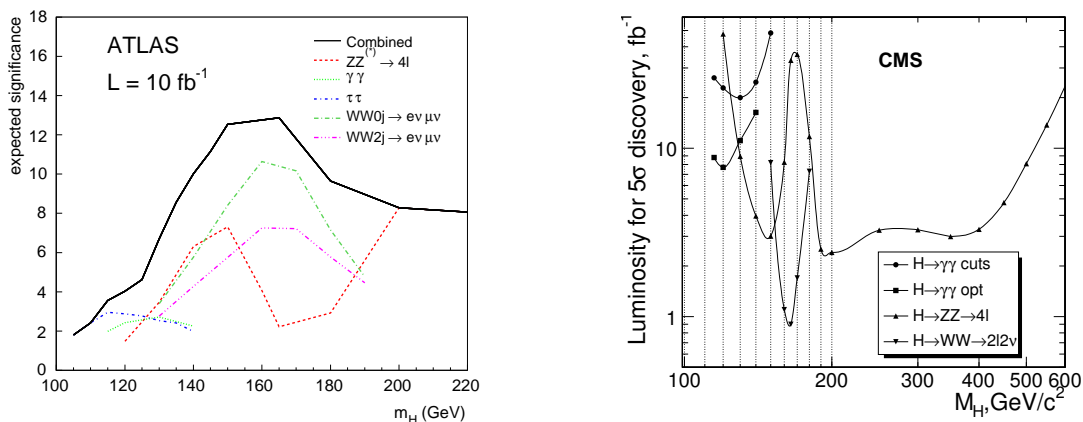 ATLAS
L = 10 fb⁻¹
Combined
ZZ⁽*⁾ → 4l
γ γ
τ τ
WW0j → eν μν
WW2j → eν μν
expected significance
18
16
14
12
10
8
6
4
2
0
100 120 140 160 180 200 220
m_H (GeV)
CMS
Luminosity for 5σ discovery, fb⁻¹
10
1
H→γγ cuts
H→γγ opt
H→ZZ→4l
H→WW→2l2ν
100 200 300 400 500 600
M_H,GeV/c²